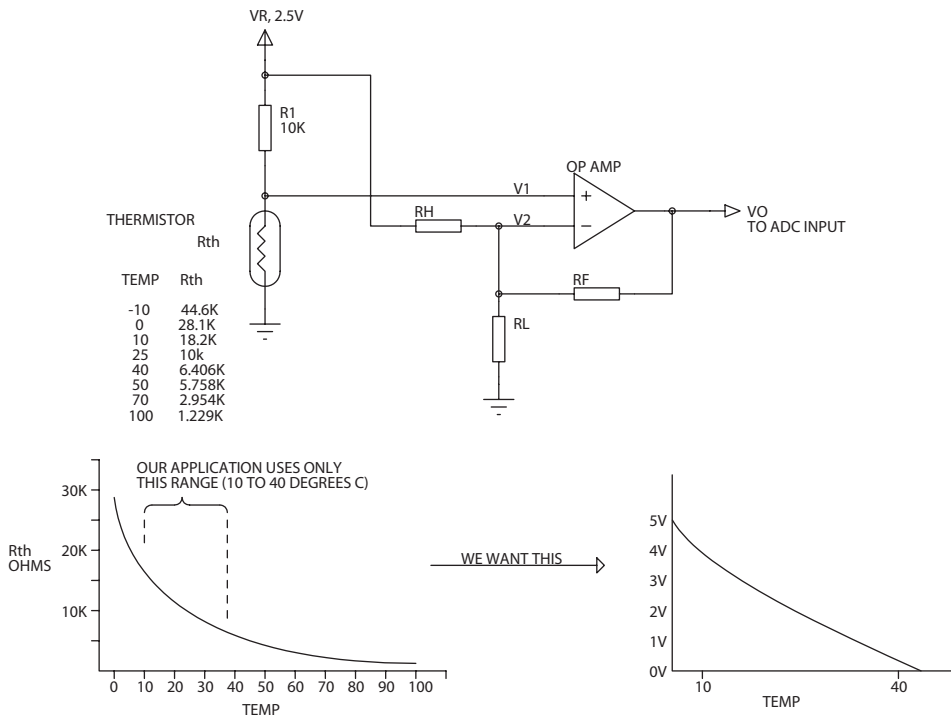 VR, 2.5V
R1
10K
OP AMP
V1
+
VO
TO ADC INPUT
RH
V2
−
THERMISTOR
Rth
RF
TEMP Rth
-10 44.6K
0 28.1K
10 18.2K
25 10k
40 6.406K
50 5.758K
70 2.954K
100 1.229K
RL
OUR APPLICATION USES ONLY
THIS RANGE (10 TO 40 DEGREES C)
30K
20K
10K
Rth
OHMS
0 10 20 30 40 50 60 70 80 90 100
TEMP
WE WANT THIS
5V
4V
3V
2V
1V
0V
10 40
TEMP